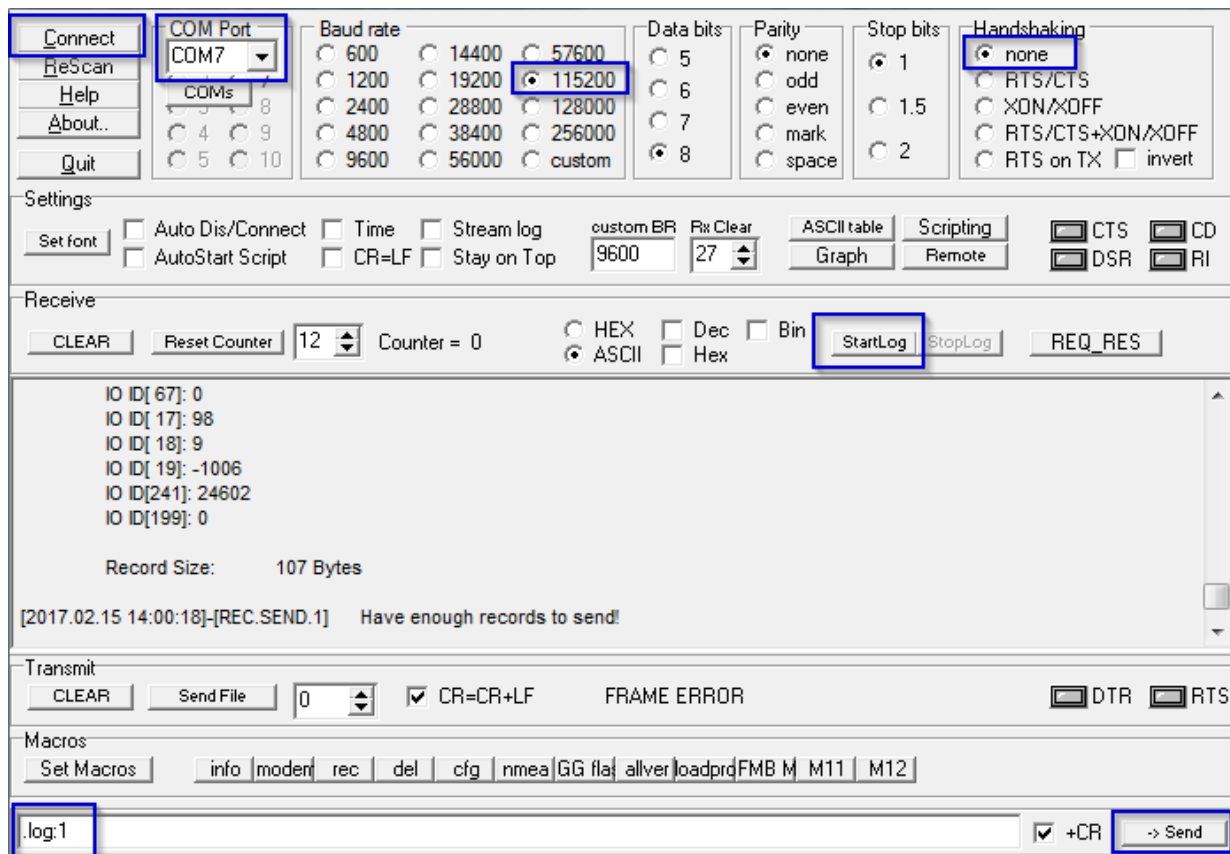 Connect
ReScan
Help
About..
Quit
COM Port
COM7
COMs
4 9
5 10
Baud rate
600 14400 57600
1200 19200 115200
2400 28800 128000
4800 38400 256000
9600 56000 custom
Data bits
5
6
7
8
Parity
none
odd
even
mark
space
Stop bits
1
1.5
2
Handshaking
none
RTS/CTS
XON/XOFF
RTS/CTS+XON/XOFF
RTS on TX invert
Settings
Set font
Auto Dis/Connect Time Stream log
AutoStart Script CR=LF Stay on Top
custom BR Rx Clear
9600 27
ASCII table Scripting
Graph Remote
CTS CD
DSR RI
Receive
CLEAR Reset Counter 12 Counter = 0
HEX Dec Bin
ASCII Hex
StartLog StopLog REQ_RES
IO ID[ 67]: 0
IO ID[ 17]: 98
IO ID[ 18]: 9
IO ID[ 19]: -1006
IO ID[241]: 24602
IO ID[199]: 0
Record Size: 107 Bytes
[2017.02.15 14:00:18]-[REC.SEND.1] Have enough records to send!
Transmit
CLEAR Send File 0 CR=CR+LF FRAME ERROR DTR RTS
Macros
Set Macros info modem rec del cfg nmea GG flas allver loadprd FMB M M11 M12
.log:1 +CR -> Send